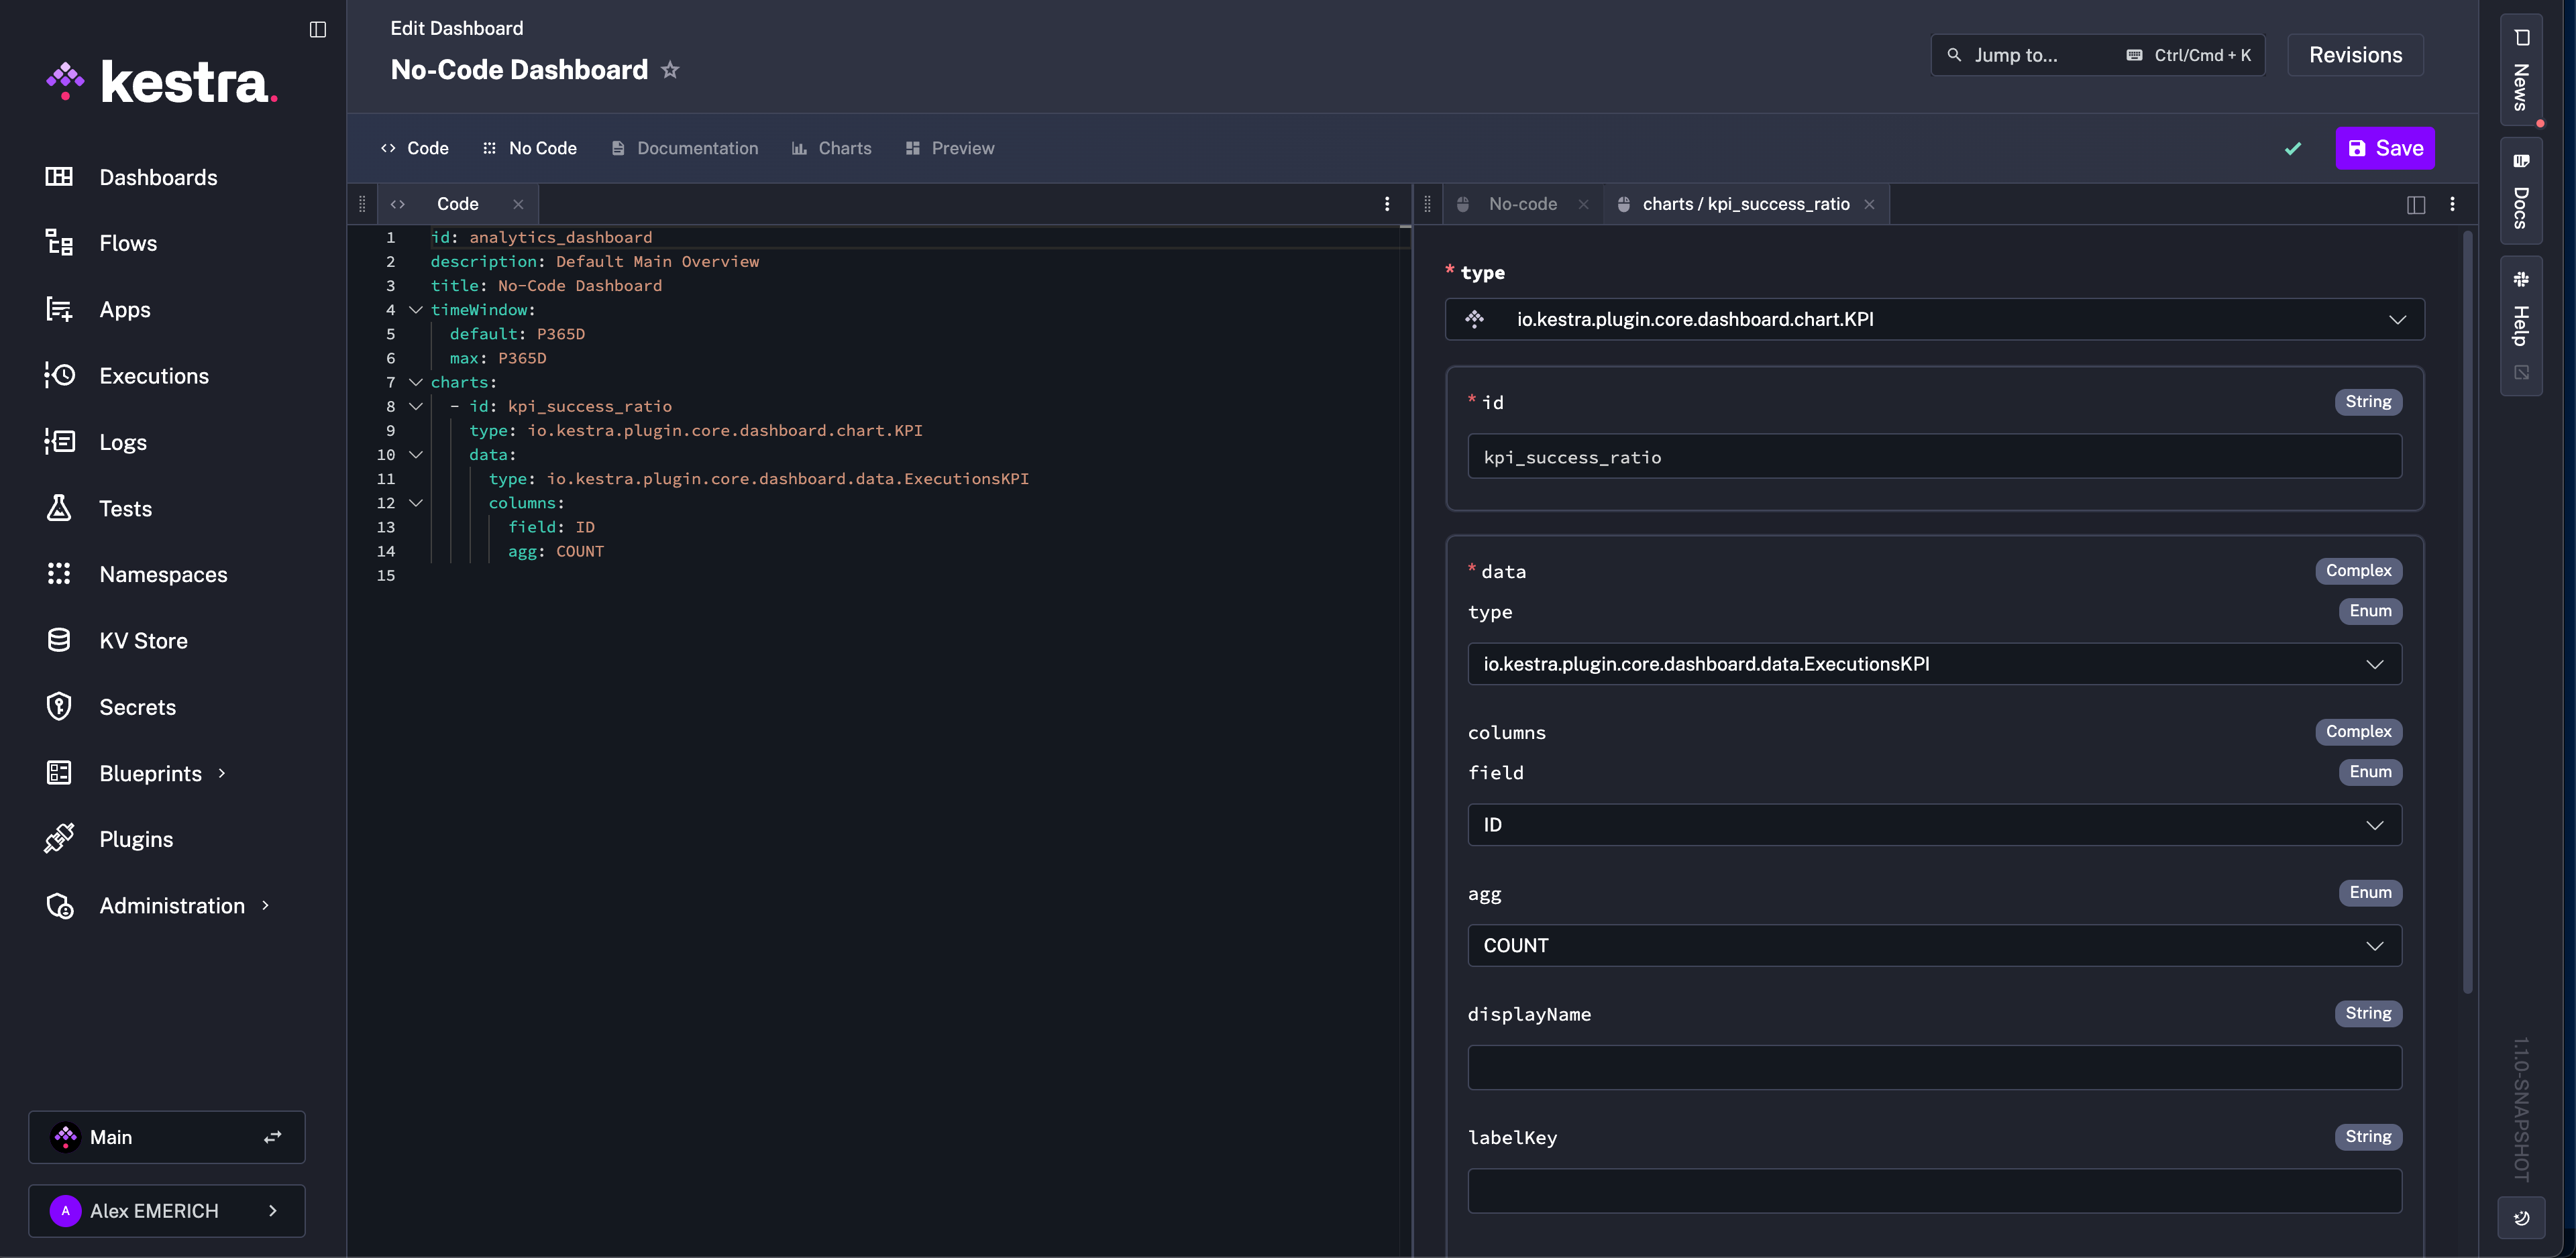 kestra.
Dashboards
Flows
Apps
Executions
Logs
Tests
Namespaces
KV Store
Secrets
Blueprints
Plugins
Administration
Main
A Alex EMERICH
Edit Dashboard
No-Code Dashboard
Jump to... Ctrl/Cmd + K
Revisions
Code No Code Documentation Charts Preview
Save
Code
1 id: analytics_dashboard
2 description: Default Main Overview
3 title: No-Code Dashboard
4 timeWindow:
5 default: P365D
6 max: P365D
7 charts:
8 - id: kpi_success_ratio
9 type: io.kestra.plugin.core.dashboard.chart.KPI
10 data:
11 type: io.kestra.plugin.core.dashboard.data.ExecutionsKPI
12 columns:
13 field: ID
14 agg: COUNT
15
No-code charts / kpi_success_ratio
* type
io.kestra.plugin.core.dashboard.chart.KPI
* id String
kpi_success_ratio
* data Complex
type Enum
io.kestra.plugin.core.dashboard.data.ExecutionsKPI
columns Complex
field Enum
ID
agg Enum
COUNT
displayName String
labelKey String
News
Docs
Help
1.1.0-SNAPSHOT